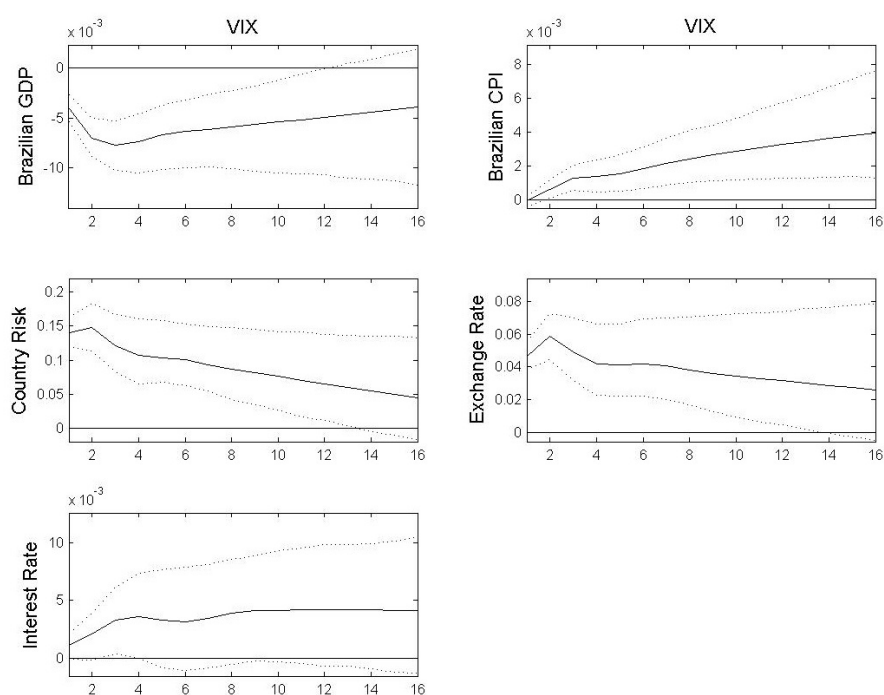 VIX
x 10⁻³
0
-5
-10
Brazilian GDP
2 4 6 8 10 12 14 16
VIX
x 10⁻³
8
6
4
2
0
Brazilian CPI
2 4 6 8 10 12 14 16
0.2
0.15
0.1
0.05
0
Country Risk
2 4 6 8 10 12 14 16
0.08
0.06
0.04
0.02
0
Exchange Rate
2 4 6 8 10 12 14 16
x 10⁻³
10
5
0
Interest Rate
2 4 6 8 10 12 14 16